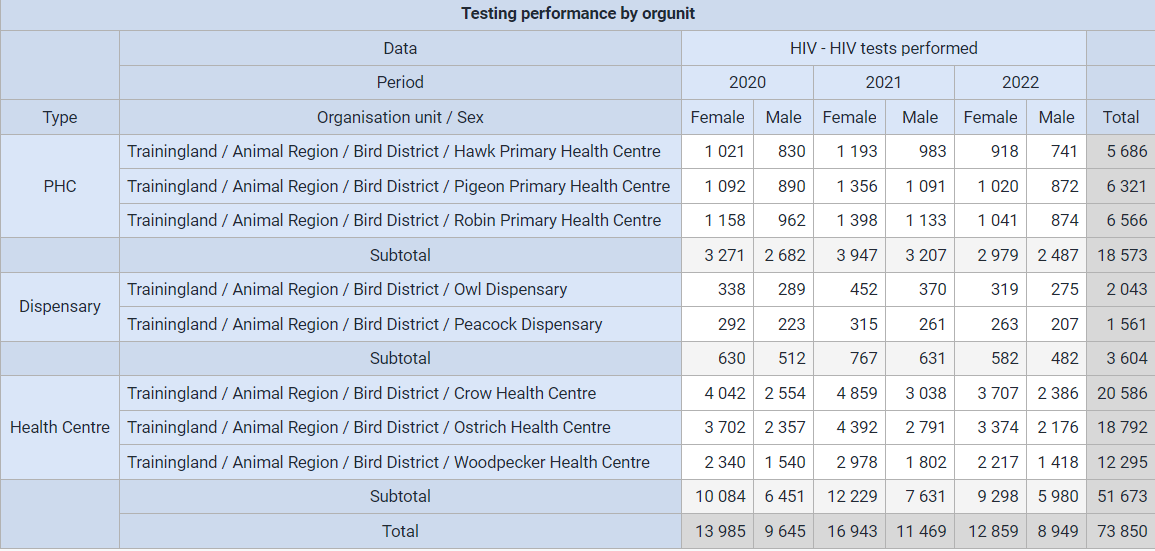 Testing performance by orgunit
Data HIV - HIV tests performed
Period 2020 2021 2022
Type Organisation unit / Sex Female Male Female Male Female Male Total
PHC
Trainingland / Animal Region / Bird District / Hawk Primary Health Centre 1 021 830 1 193 983 918 741 5 686
Trainingland / Animal Region / Bird District / Pigeon Primary Health Centre 1 092 890 1 356 1 091 1 020 872 6 321
Trainingland / Animal Region / Bird District / Robin Primary Health Centre 1 158 962 1 398 1 133 1 041 874 6 566
Subtotal 3 271 2 682 3 947 3 207 2 979 2 487 18 573
Dispensary
Trainingland / Animal Region / Bird District / Owl Dispensary 338 289 452 370 319 275 2 043
Trainingland / Animal Region / Bird District / Peacock Dispensary 292 223 315 261 263 207 1 561
Subtotal 630 512 767 631 582 482 3 604
Health Centre
Trainingland / Animal Region / Bird District / Crow Health Centre 4 042 2 554 4 859 3 038 3 707 2 386 20 586
Trainingland / Animal Region / Bird District / Ostrich Health Centre 3 702 2 357 4 392 2 791 3 374 2 176 18 792
Trainingland / Animal Region / Bird District / Woodpecker Health Centre 2 340 1 540 2 978 1 802 2 217 1 418 12 295
Subtotal 10 084 6 451 12 229 7 631 9 298 5 980 51 673
Total 13 985 9 645 16 943 11 469 12 859 8 949 73 850